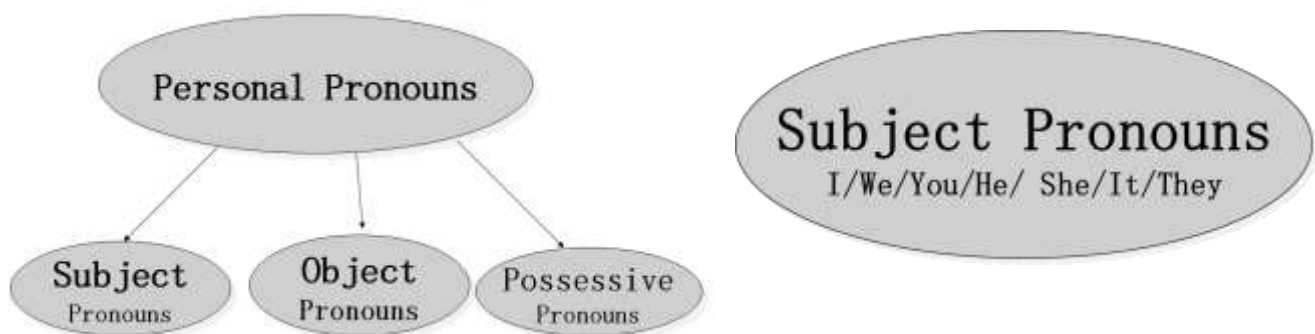 Personal Pronouns
Subject
Pronouns
Object
Pronouns
Possessive
Pronouns
Subject Pronouns
I/We/You/He/ She/It/They